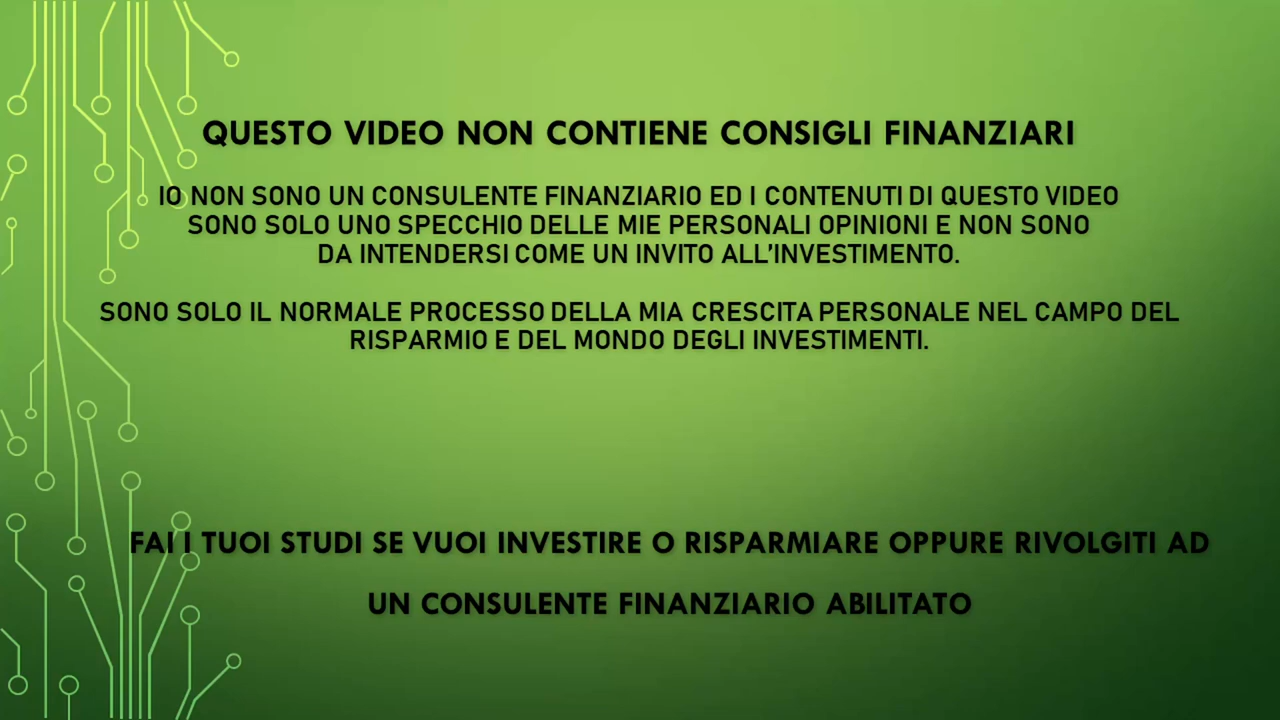 QUESTO VIDEO NON CONTIENE CONSIGLI FINANZIARI
IO NON SONO UN CONSULENTE FINANZIARIO ED I CONTENUTI DI QUESTO VIDEO
SONO SOLO UNO SPECCHIO DELLE MIE PERSONALI OPINIONI E NON SONO
DA INTENDERSI COME UN INVITO ALL'INVESTIMENTO.
SONO SOLO IL NORMALE PROCESSO DELLA MIA CRESCITA PERSONALE NEL CAMPO DEL
RISPARMIO E DEL MONDO DEGLI INVESTIMENTI.
FAI I TUOI STUDI SE VUOI INVESTIRE O RISPARMIARE OPPURE RIVOLGITI AD
UN CONSULENTE FINANZIARIO ABILITATO